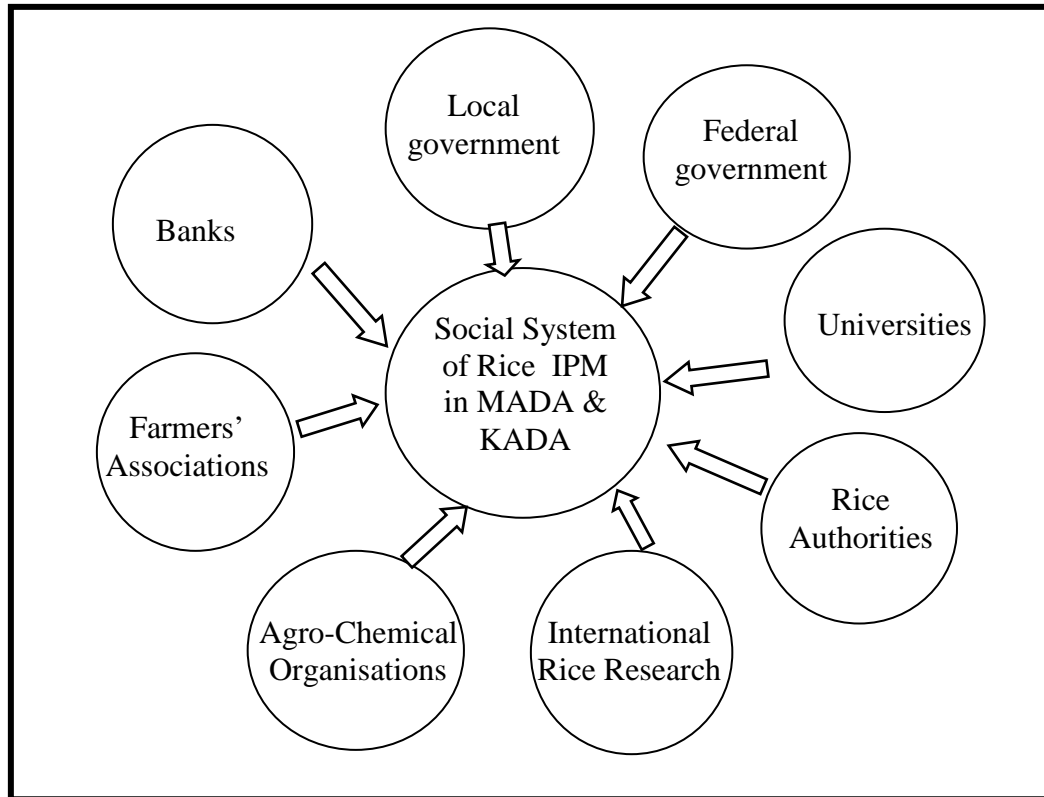 Local
government
Federal
government
Banks
Universities
Social System
of Rice IPM
in MADA &
KADA
Farmers’
Associations
Rice
Authorities
Agro-Chemical
Organisations
International
Rice Research